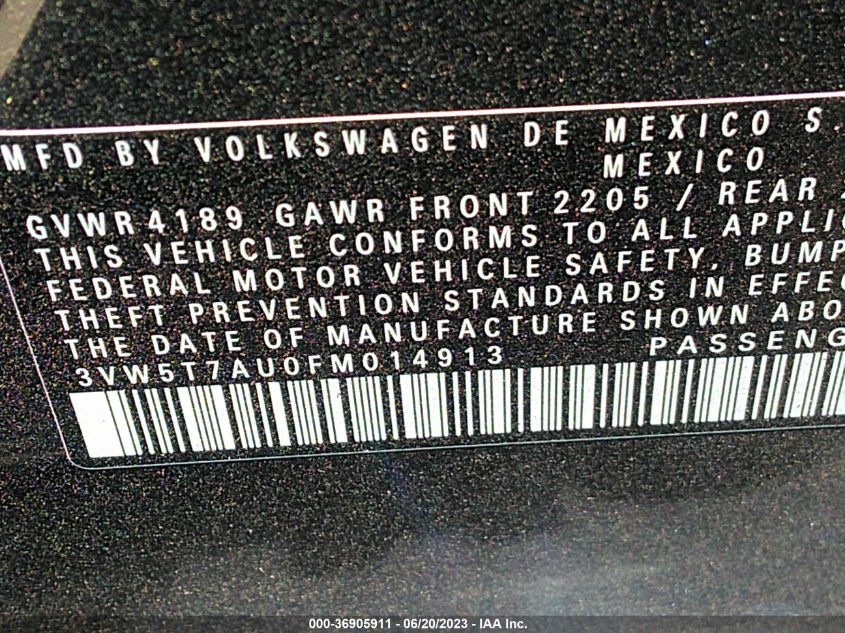 MFD BY VOLKSWAGEN DE MEXICO S.
MEXICO
GVWR 4189 GAWR FRONT 2205 / REAR
THIS VEHICLE CONFORMS TO ALL APPLIC
FEDERAL MOTOR VEHICLE SAFETY, BUMP
THEFT PREVENTION STANDARDS IN EFFEC
THE DATE OF MANUFACTURE SHOWN ABO
3VW5T7AU0FM014913 PASSENG
000-36905911 - 06/20/2023 - IAA Inc.